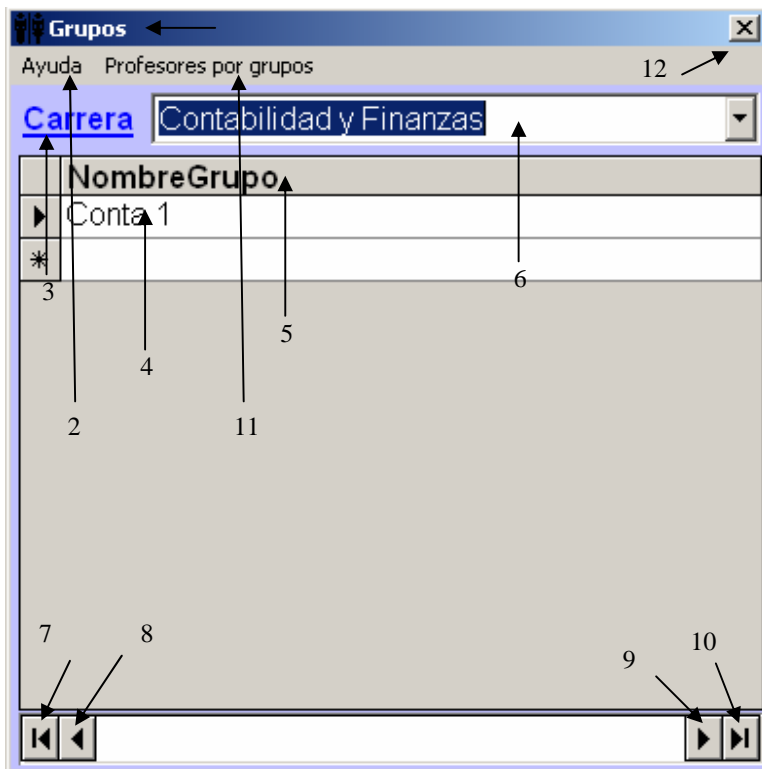 Grupos
Ayuda Profesores por grupos
12
Carrera Contabilidad y Finanzas
NombreGrupo
Conta 1
3
6
5
4
2
11
7
8
9
10